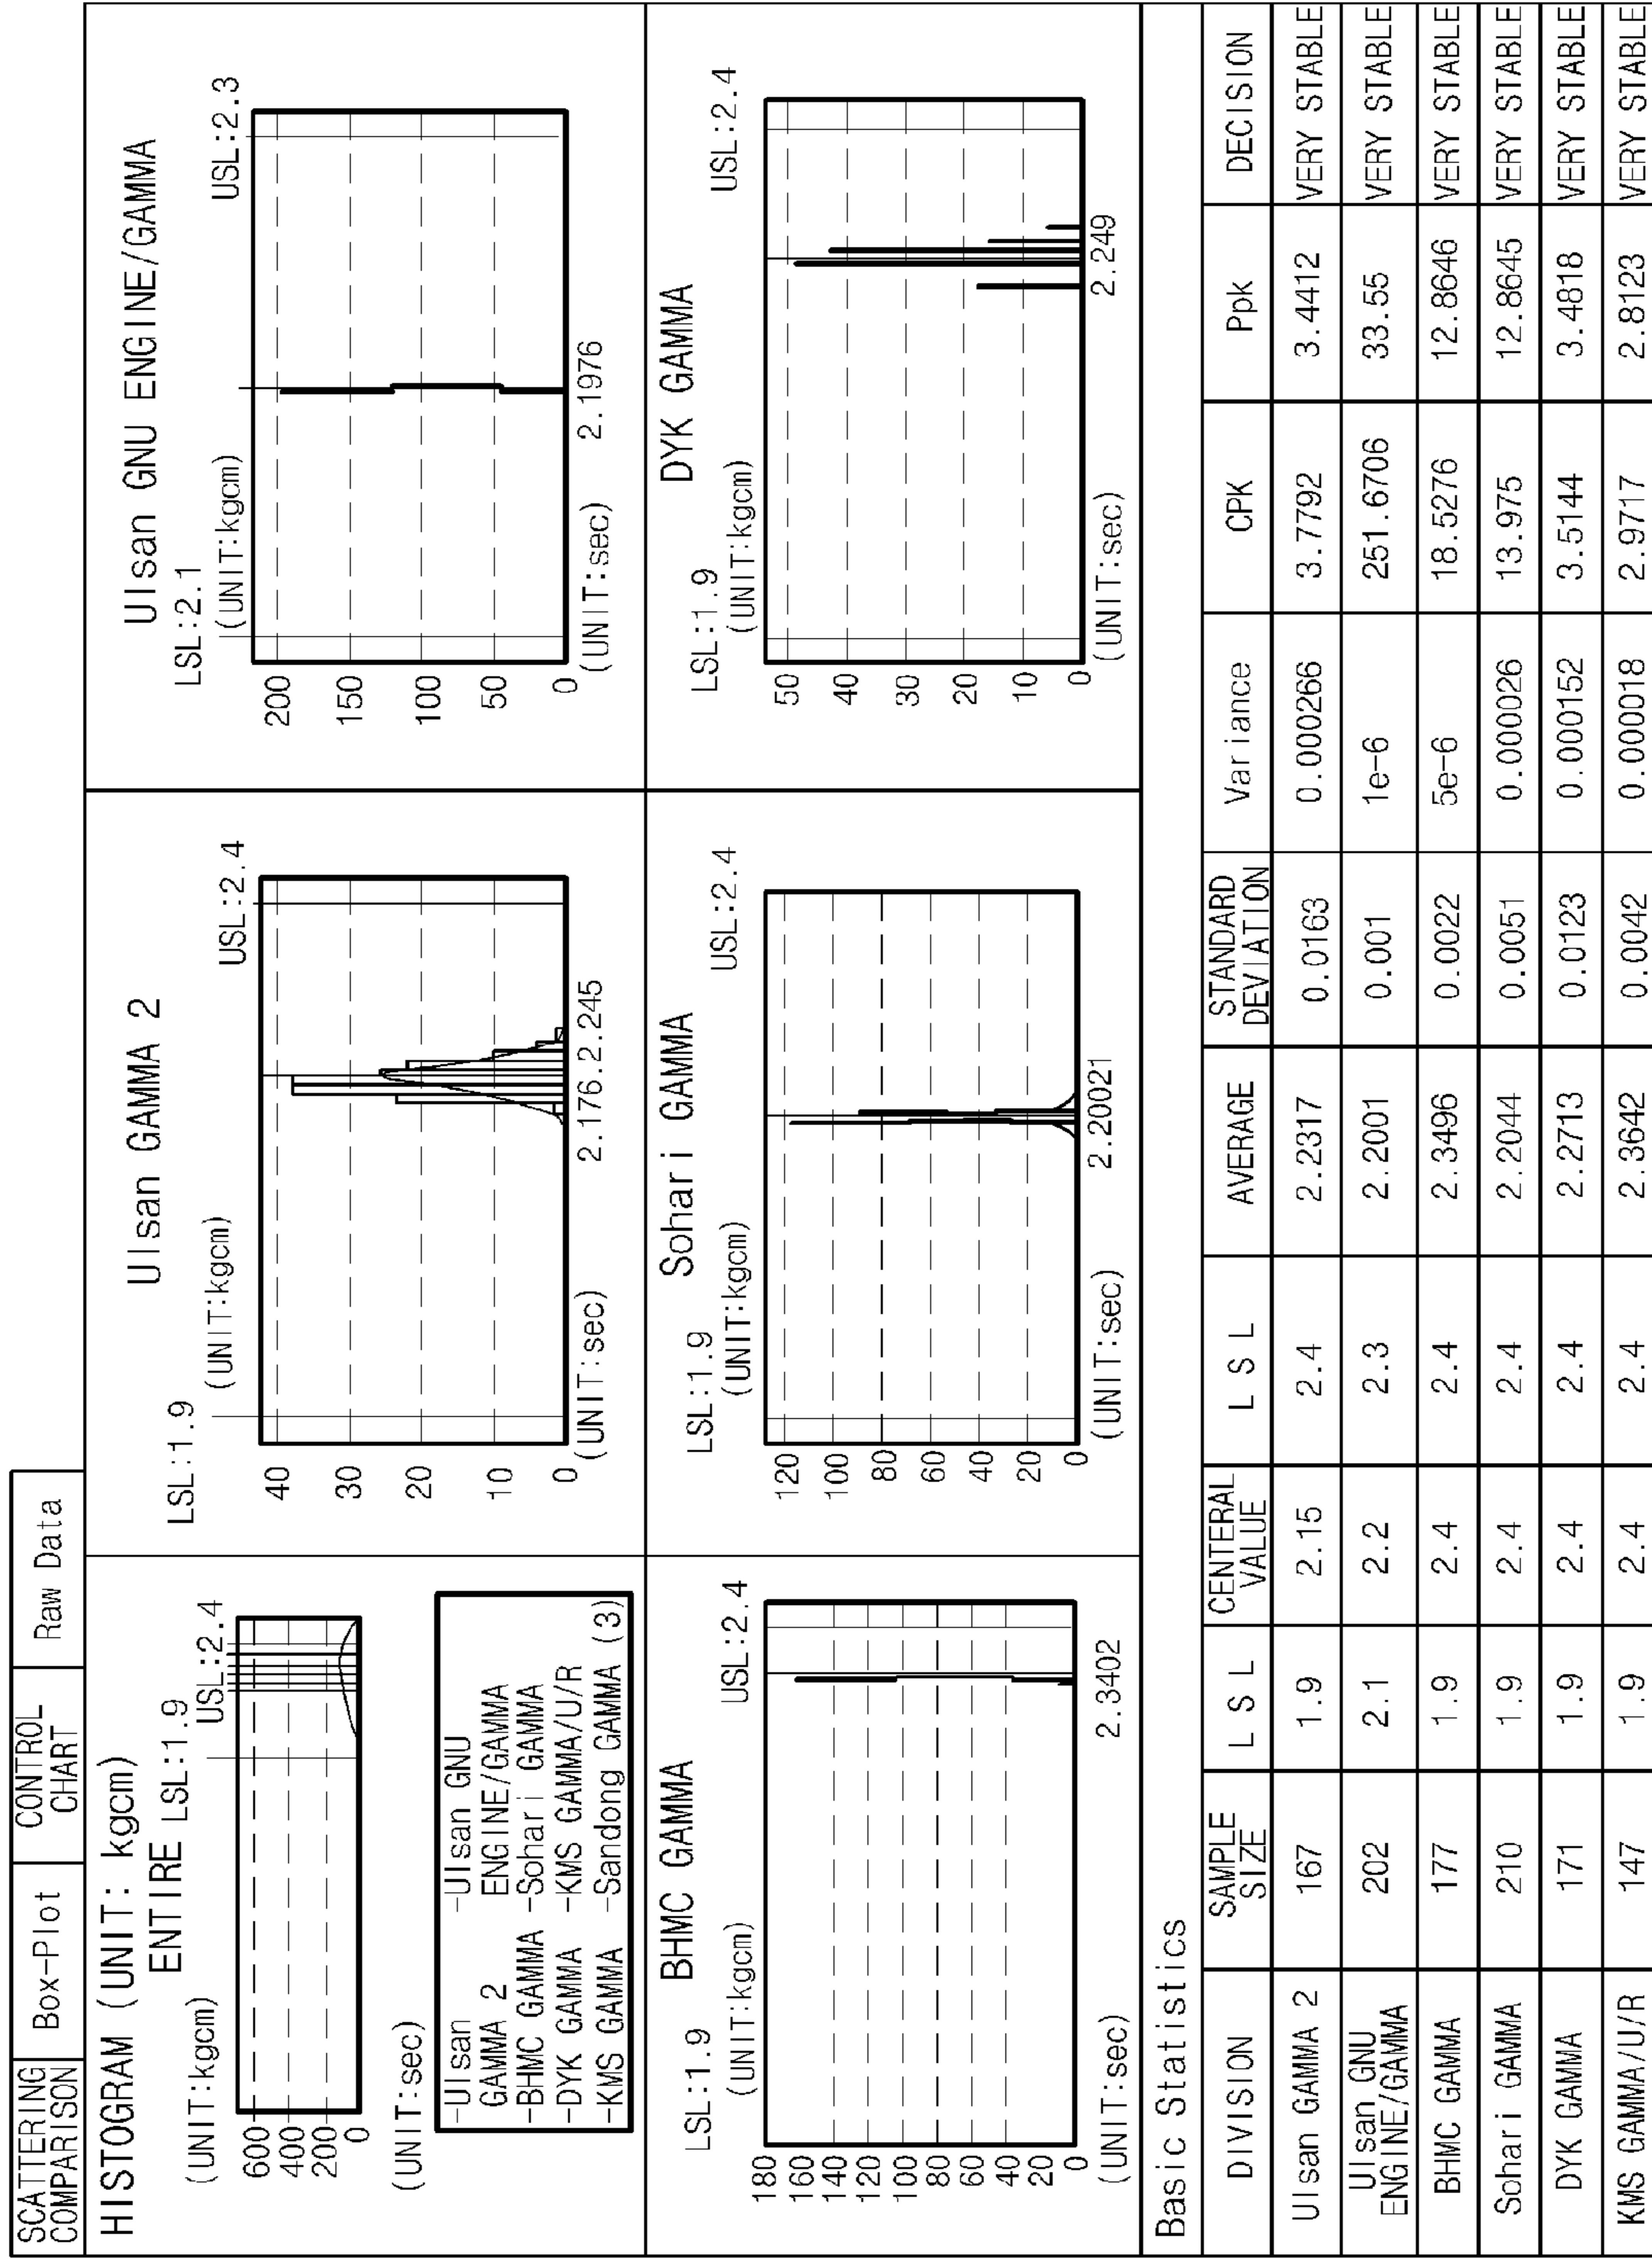 SCATTERING COMPARISON
Box-Plot
CONTROL CHART
Raw Data
HISTOGRAM (UNIT: kgcm)
ENTIRE LSL:1.9
USL:2.4
(UNIT:kgcm)
600
400
200
0
(UNIT:sec)
-Ulsan GAMMA 2
-Ulsan GNU ENGINE/GAMMA
-BHMC GAMMA -Sohari GAMMA
-DYK GAMMA -KMS GAMMA/U/R
-KMS GAMMA -Sandong GAMMA (3)
Ulsan GAMMA 2
LSL:1.9
USL:2.4
(UNIT:kgcm)
40
30
20
10
0
2.176.2.245
(UNIT:sec)
Ulsan GNU ENGINE/GAMMA
LSL:2.1
USL:2.3
(UNIT:kgcm)
200
150
100
50
0
2.1976
(UNIT:sec)
BHMC GAMMA
LSL:1.9
USL:2.4
(UNIT:kgcm)
180
160
140
120
100
80
60
40
20
0
2.3402
(UNIT:sec)
Sohari GAMMA
LSL:1.9
USL:2.4
(UNIT:kgcm)
120
100
80
60
40
20
0
2.20021
(UNIT:sec)
DYK GAMMA
LSL:1.9
USL:2.4
(UNIT:kgcm)
50
40
30
20
10
0
2.249
(UNIT:sec)
Basic Statistics
DIVISION SAMPLE SIZE L S L CENTERAL VALUE L S L AVERAGE STANDARD DEVIATION Variance CPK Ppk DECISION
Ulsan GAMMA 2 167 1.9 2.15 2.4 2.2317 0.0163 0.000266 3.7792 3.4412 VERY STABLE
Ulsan GNU ENGINE/GAMMA 202 2.1 2.2 2.3 2.2001 0.001 1e-6 251.6706 33.55 VERY STABLE
BHMC GAMMA 177 1.9 2.4 2.4 2.3496 0.0022 5e-6 18.5276 12.8646 VERY STABLE
Sohari GAMMA 210 1.9 2.4 2.4 2.2044 0.0051 0.000026 13.975 12.8645 VERY STABLE
DYK GAMMA 171 1.9 2.4 2.4 2.2713 0.0123 0.000152 3.5144 3.4818 VERY STABLE
KMS GAMMA/U/R 147 1.9 2.4 2.4 2.3642 0.0042 0.000018 2.9717 2.8123 VERY STABLE